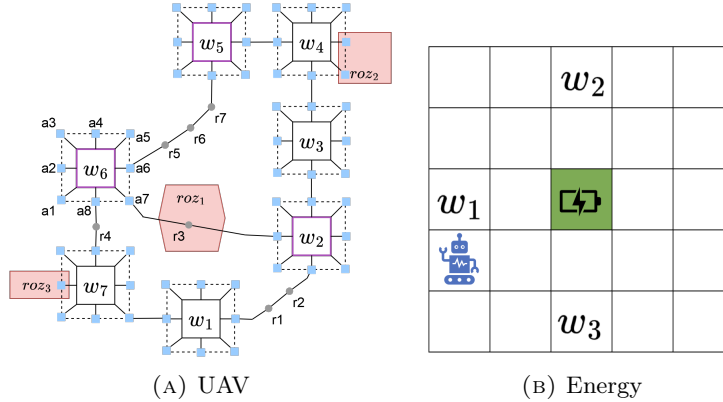 w₅ w₄
roz₂
r7
a3 a4 a5
r6
r5
w₃
a2 w₆ a6
a1 a8 a7
roz₁
r3
w₂
r4
roz₃ w₇
r2
w₁ r1
(A) UAV
w₂
w₁
w₃
(B) Energy